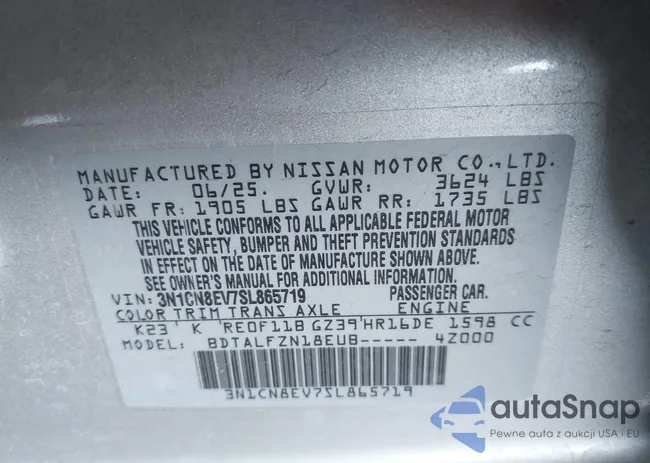 MANUFACTURED BY NISSAN MOTOR CO., LTD.
DATE: 06/25. GVWR: 3624 LBS
GAWR FR: 1905 LBS GAWR RR: 1735 LBS
THIS VEHICLE CONFORMS TO ALL APPLICABLE FEDERAL MOTOR
VEHICLE SAFETY, BUMPER AND THEFT PREVENTION STANDARDS
IN EFFECT ON THE DATE OF MANUFACTURE SHOWN ABOVE.
SEE OWNER'S MANUAL FOR ADDITIONAL INFORMATION.
VIN: 3N1CN8EV7SL865719 PASSENGER CAR.
COLOR TRIM TRANS AXLE ENGINE
K23 K RE0F11B GZ39 HR16DE 1598 CC
MODEL: BDTALFZN18EUB----- 4Z000
3N1CN8EV7SL865719
autaSnap
Pewne auta z aukcji USA i EU